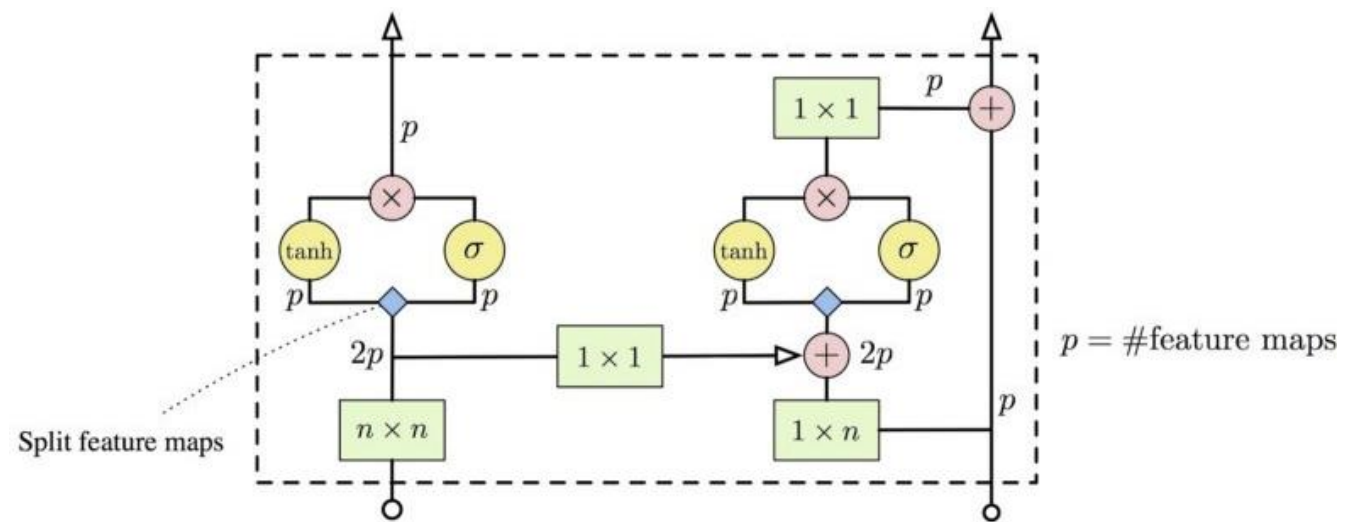 p
1 × 1
p
+
×
×
tanh
σ
tanh
σ
p
p
p
p
2p
1 × 1
+
2p
p = #feature maps
p
Split feature maps
n × n
1 × n